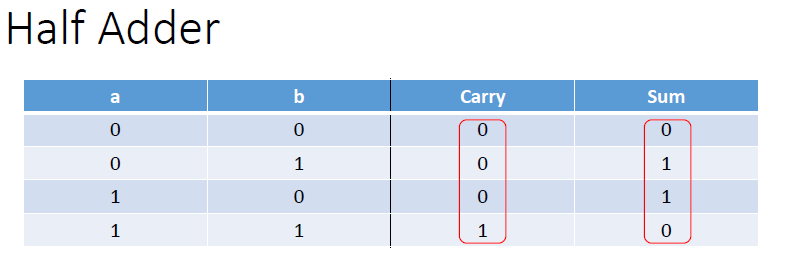 Half Adder
a b Carry Sum
0 0 0 0
0 1 0 1
1 0 0 1
1 1 1 0